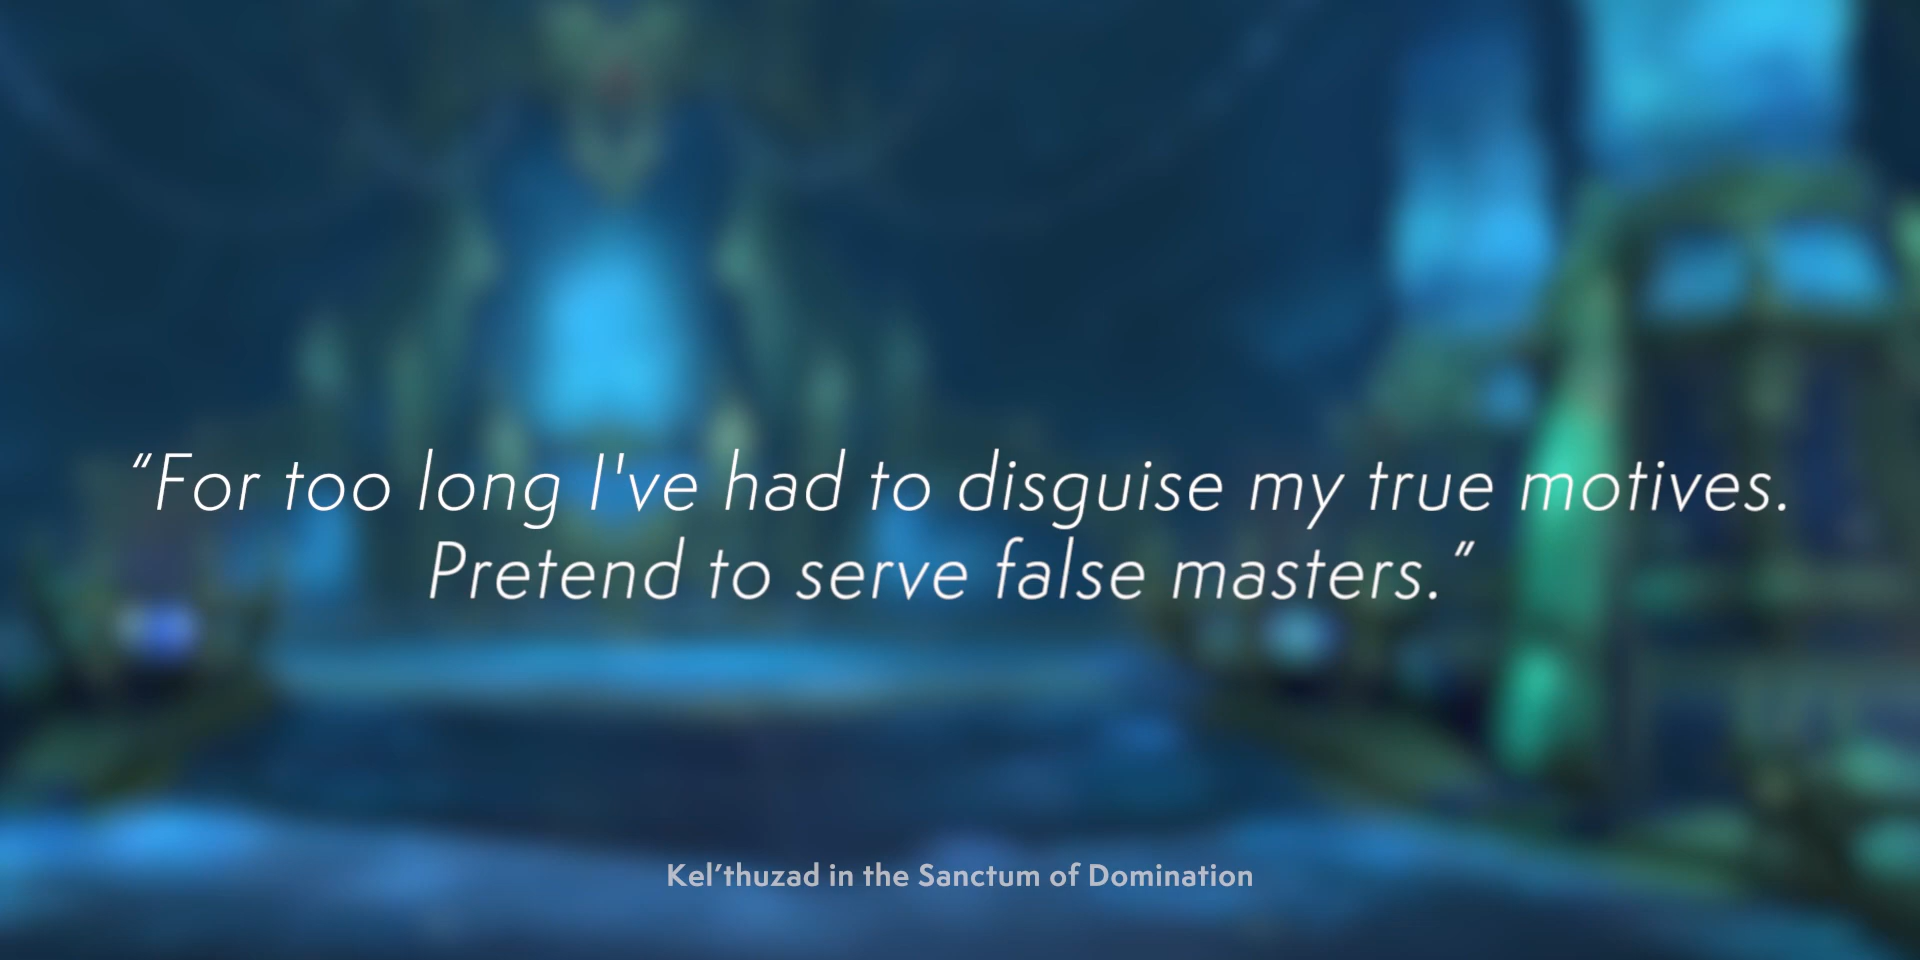 “For too long I've had to disguise my true motives.
Pretend to serve false masters.”
Kel’thuzad in the Sanctum of Domination